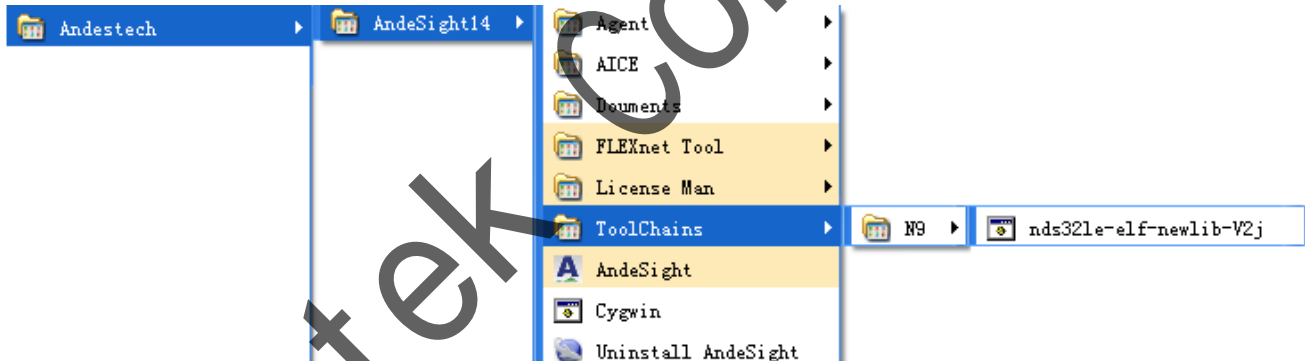 Andestech
AndeSight14
Agent
AICE
Douments
FLEXnet Tool
License Man
ToolChains
N9
nds32le-elf-newlib-V2j
AndeSight
Cygwin
Uninstall AndeSight
tek Con